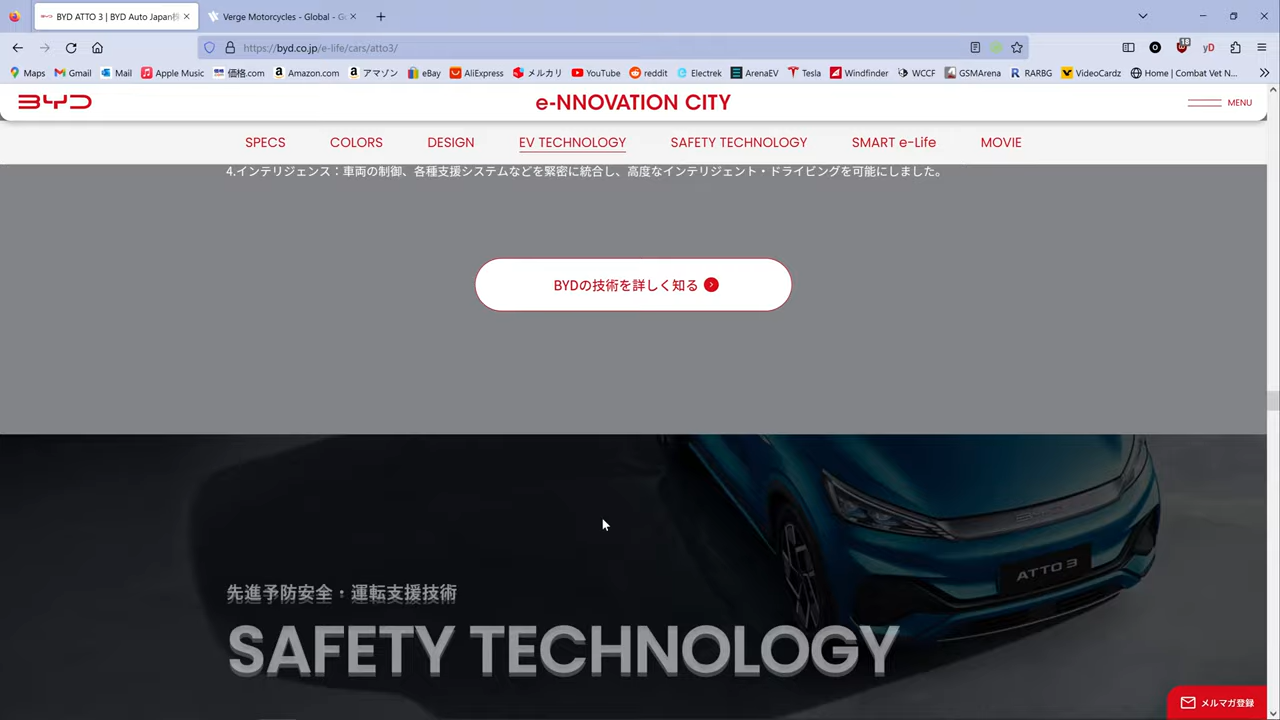 BYD ATTO 3 | BYD Auto Japan株
Verge Motorcycles - Global - Go
https://byd.co.jp/e-life/cars/atto3/
Maps
Gmail
Mail
Apple Music
価格.com
Amazon.com
アマゾン
eBay
AliExpress
メルカリ
YouTube
reddit
Electrek
ArenaEV
Tesla
Windfinder
WCCF
GSMArena
RARBG
VideoCardz
Home | Combat Vet N...
BYD
e-NNOVATION CITY
MENU
SPECS
COLORS
DESIGN
EV TECHNOLOGY
SAFETY TECHNOLOGY
SMART e-Life
MOVIE
4.インテリジェンス：車両の制御、各種支援システムなどを緊密に統合し、高度なインテリジェント・ドライビングを可能にしました。
BYDの技術を詳しく知る
ATTO 3
先進予防安全・運転支援技術
SAFETY TECHNOLOGY
メルマガ登録